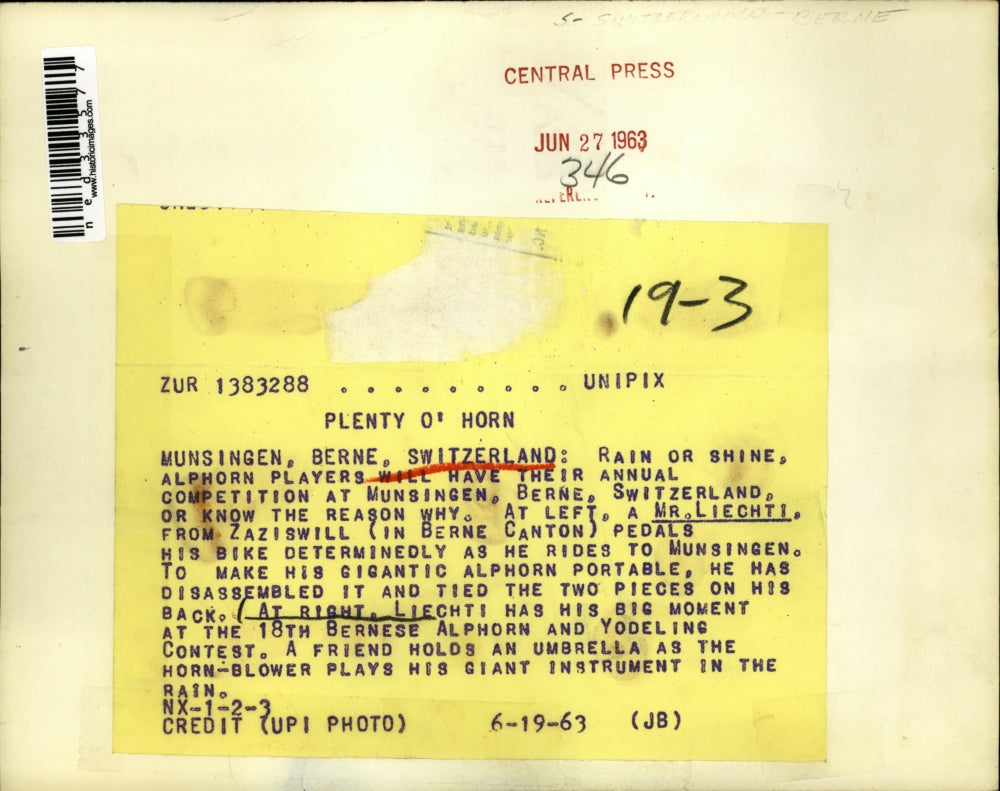 S- SWITZERLAND - BERNE
CENTRAL PRESS
JUN 27 1963
346
www.historicimages.com
19-3
ZUR 1383288 . . . . . . . . . . UNIPIX
PLENTY O' HORN
MUNSINGEN, BERNE, SWITZERLAND: RAIN OR SHINE,
ALPHORN PLAYERS WILL HAVE THEIR ANNUAL
COMPETITION AT MUNSINGEN, BERNE, SWITZERLAND,
OR KNOW THE REASON WHY. AT LEFT, A MR.LIECHTI,
FROM ZAZISWILL (IN BERNE CANTON) PEDALS
HIS BIKE DETERMINEDLY AS HE RIDES TO MUNSINGEN.
TO MAKE HIS GIGANTIC ALPHORN PORTABLE, HE HAS
DISASSEMBLED IT AND TIED THE TWO PIECES ON HIS
BACK. (AT RIGHT, LIECHTI HAS HIS BIG MOMENT
AT THE 18TH BERNESE ALPHORN AND YODELING
CONTEST. A FRIEND HOLDS AN UMBRELLA AS THE
HORN-BLOWER PLAYS HIS GIANT INSTRUMENT IN THE
RAIN.
NX-1-2-3
CREDIT (UPI PHOTO) 6-19-63 (JB)